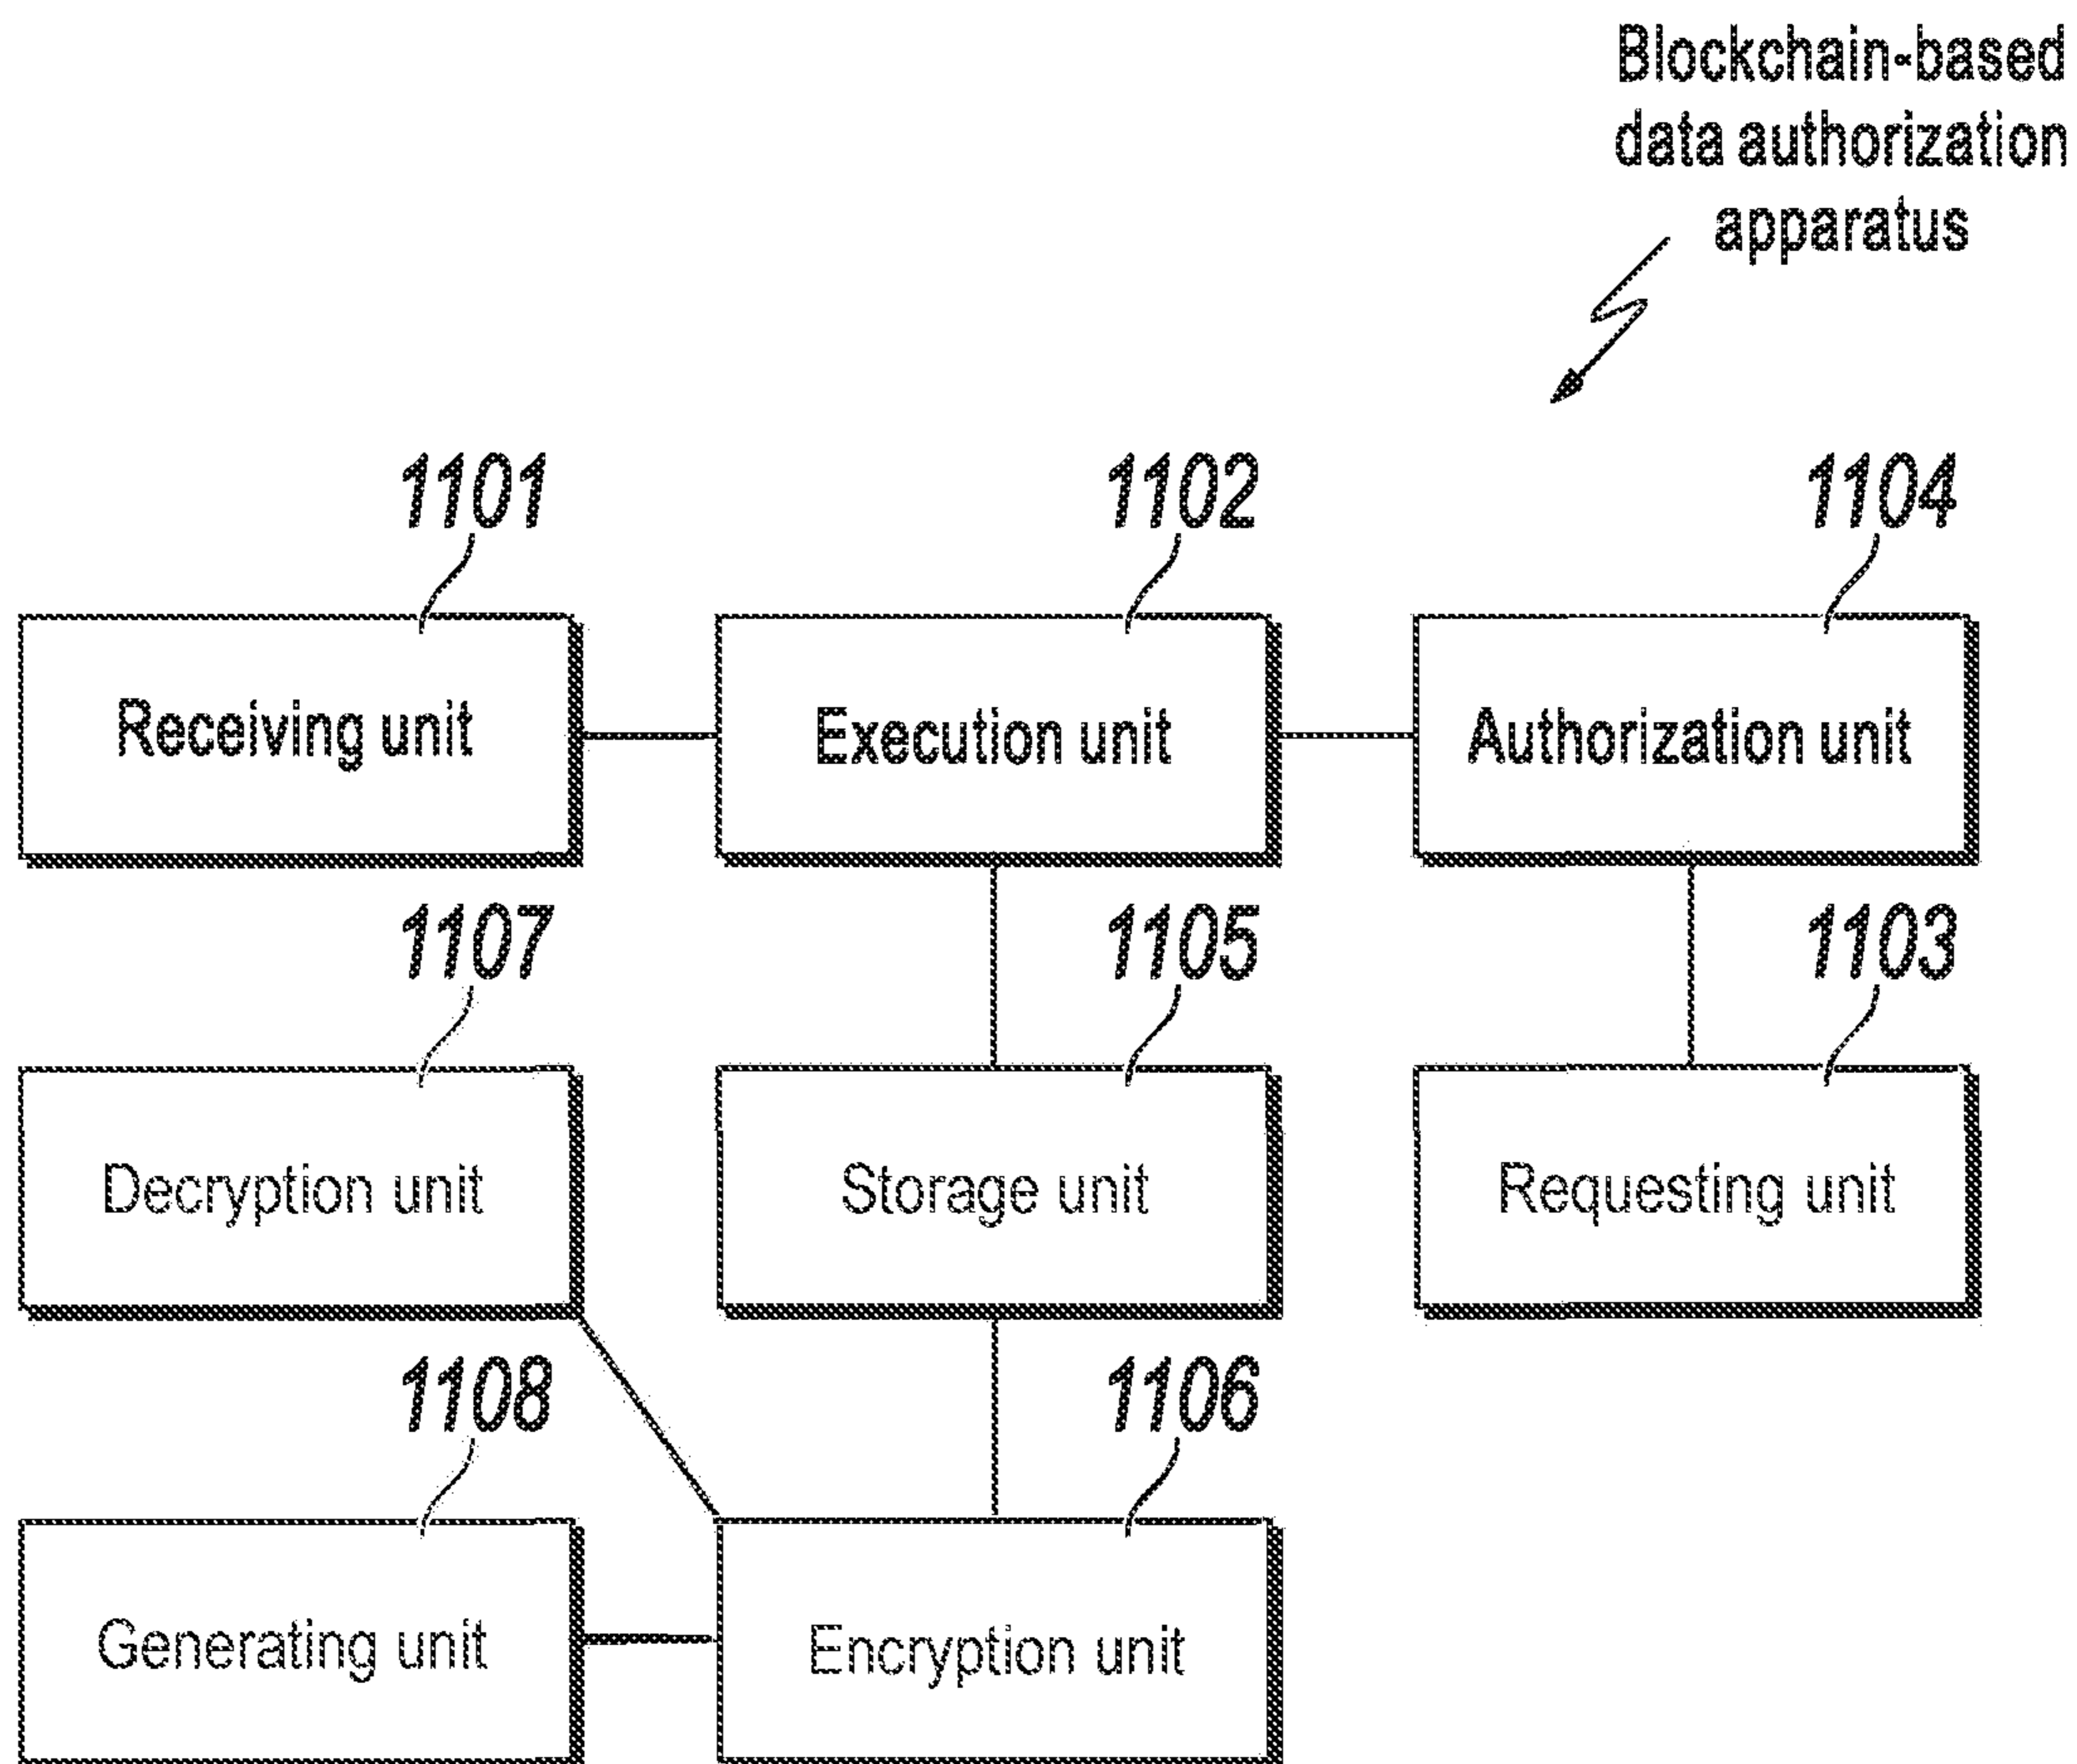 Blockchain-based
data authorization
apparatus
1101
1102
1104
Receiving unit
Execution unit
Authorization unit
1107
1105
1103
Decryption unit
Storage unit
Requesting unit
1108
1106
Generating unit
Encryption unit